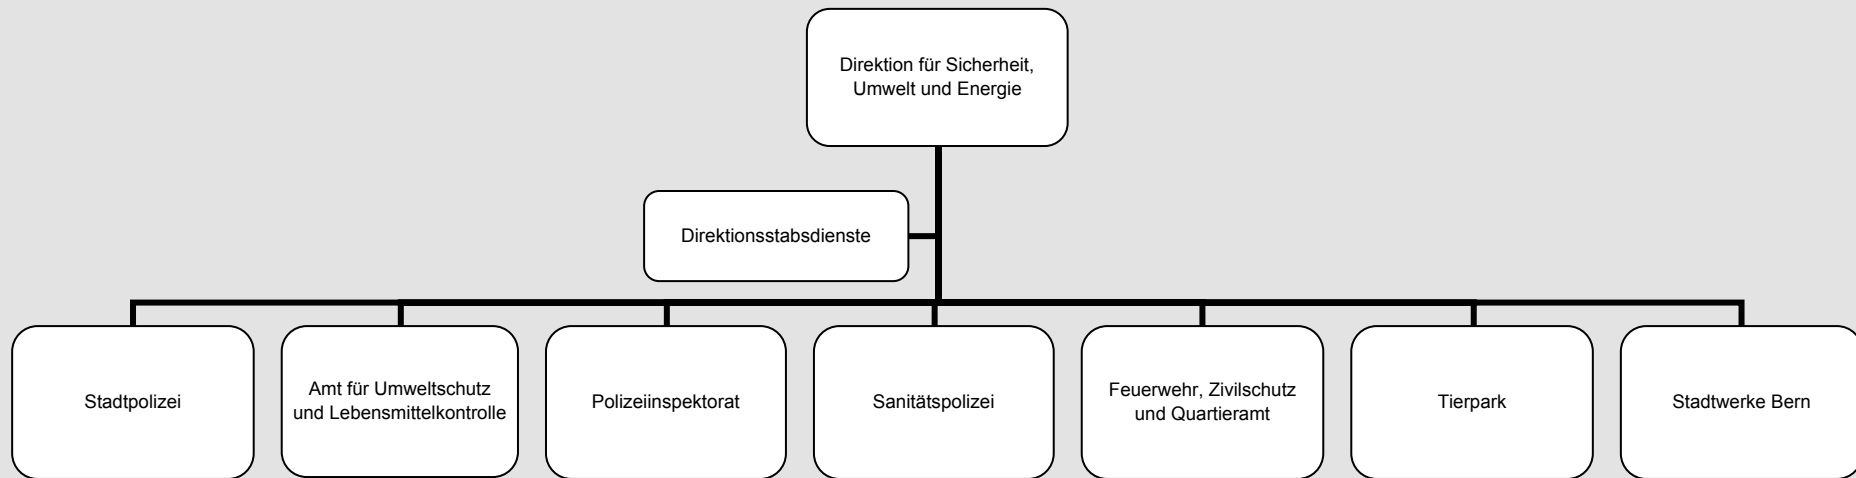 Direktion für Sicherheit,
Umwelt und Energie
Direktionsstabsdienste
Stadtpolizei
Amt für Umweltschutz
und Lebensmittelkontrolle
Polizeiinspektorat
Sanitätspolizei
Feuerwehr, Zivilschutz
und Quartieramt
Tierpark
Stadtwerke Bern